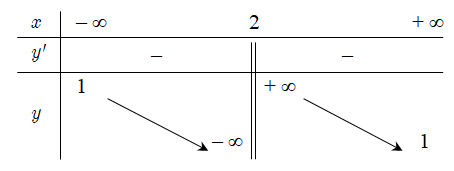 x −∞ 2 +∞
y′ − −
1 +∞
y
−∞ 1